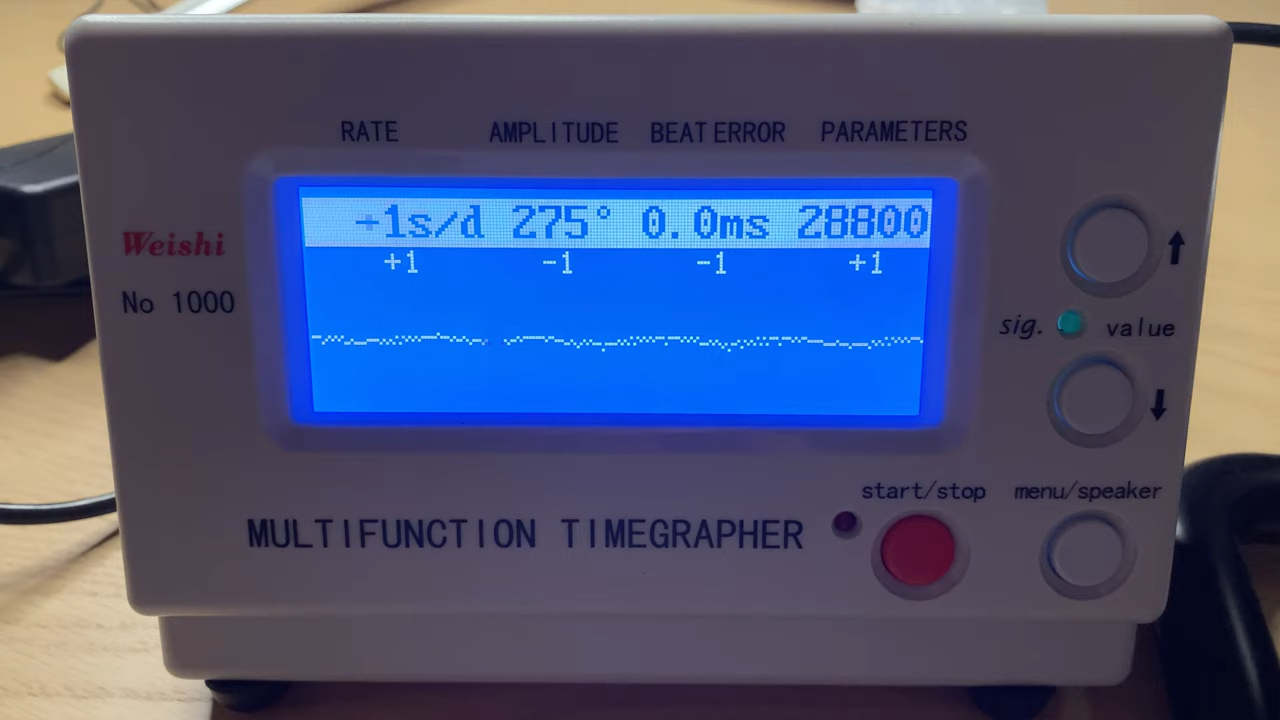 RATE AMPLITUDE BEAT ERROR PARAMETERS
+1s/d 275° 0.0ms 28800
+1 -1 -1 +1
Weishi
No 1000
sig. value
start/stop menu/speaker
MULTIFUNCTION TIMEGRAPHER